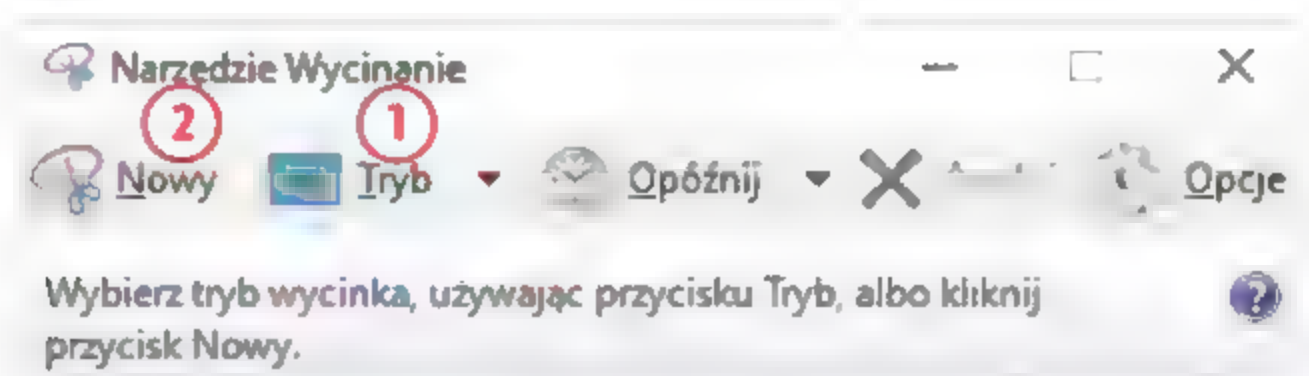 Narzędzie Wycinanie
2 1
Nowy Tryb Opóźnij Opcje
Wybierz tryb wycinka, używając przycisku Tryb, albo kliknij
przycisk Nowy.